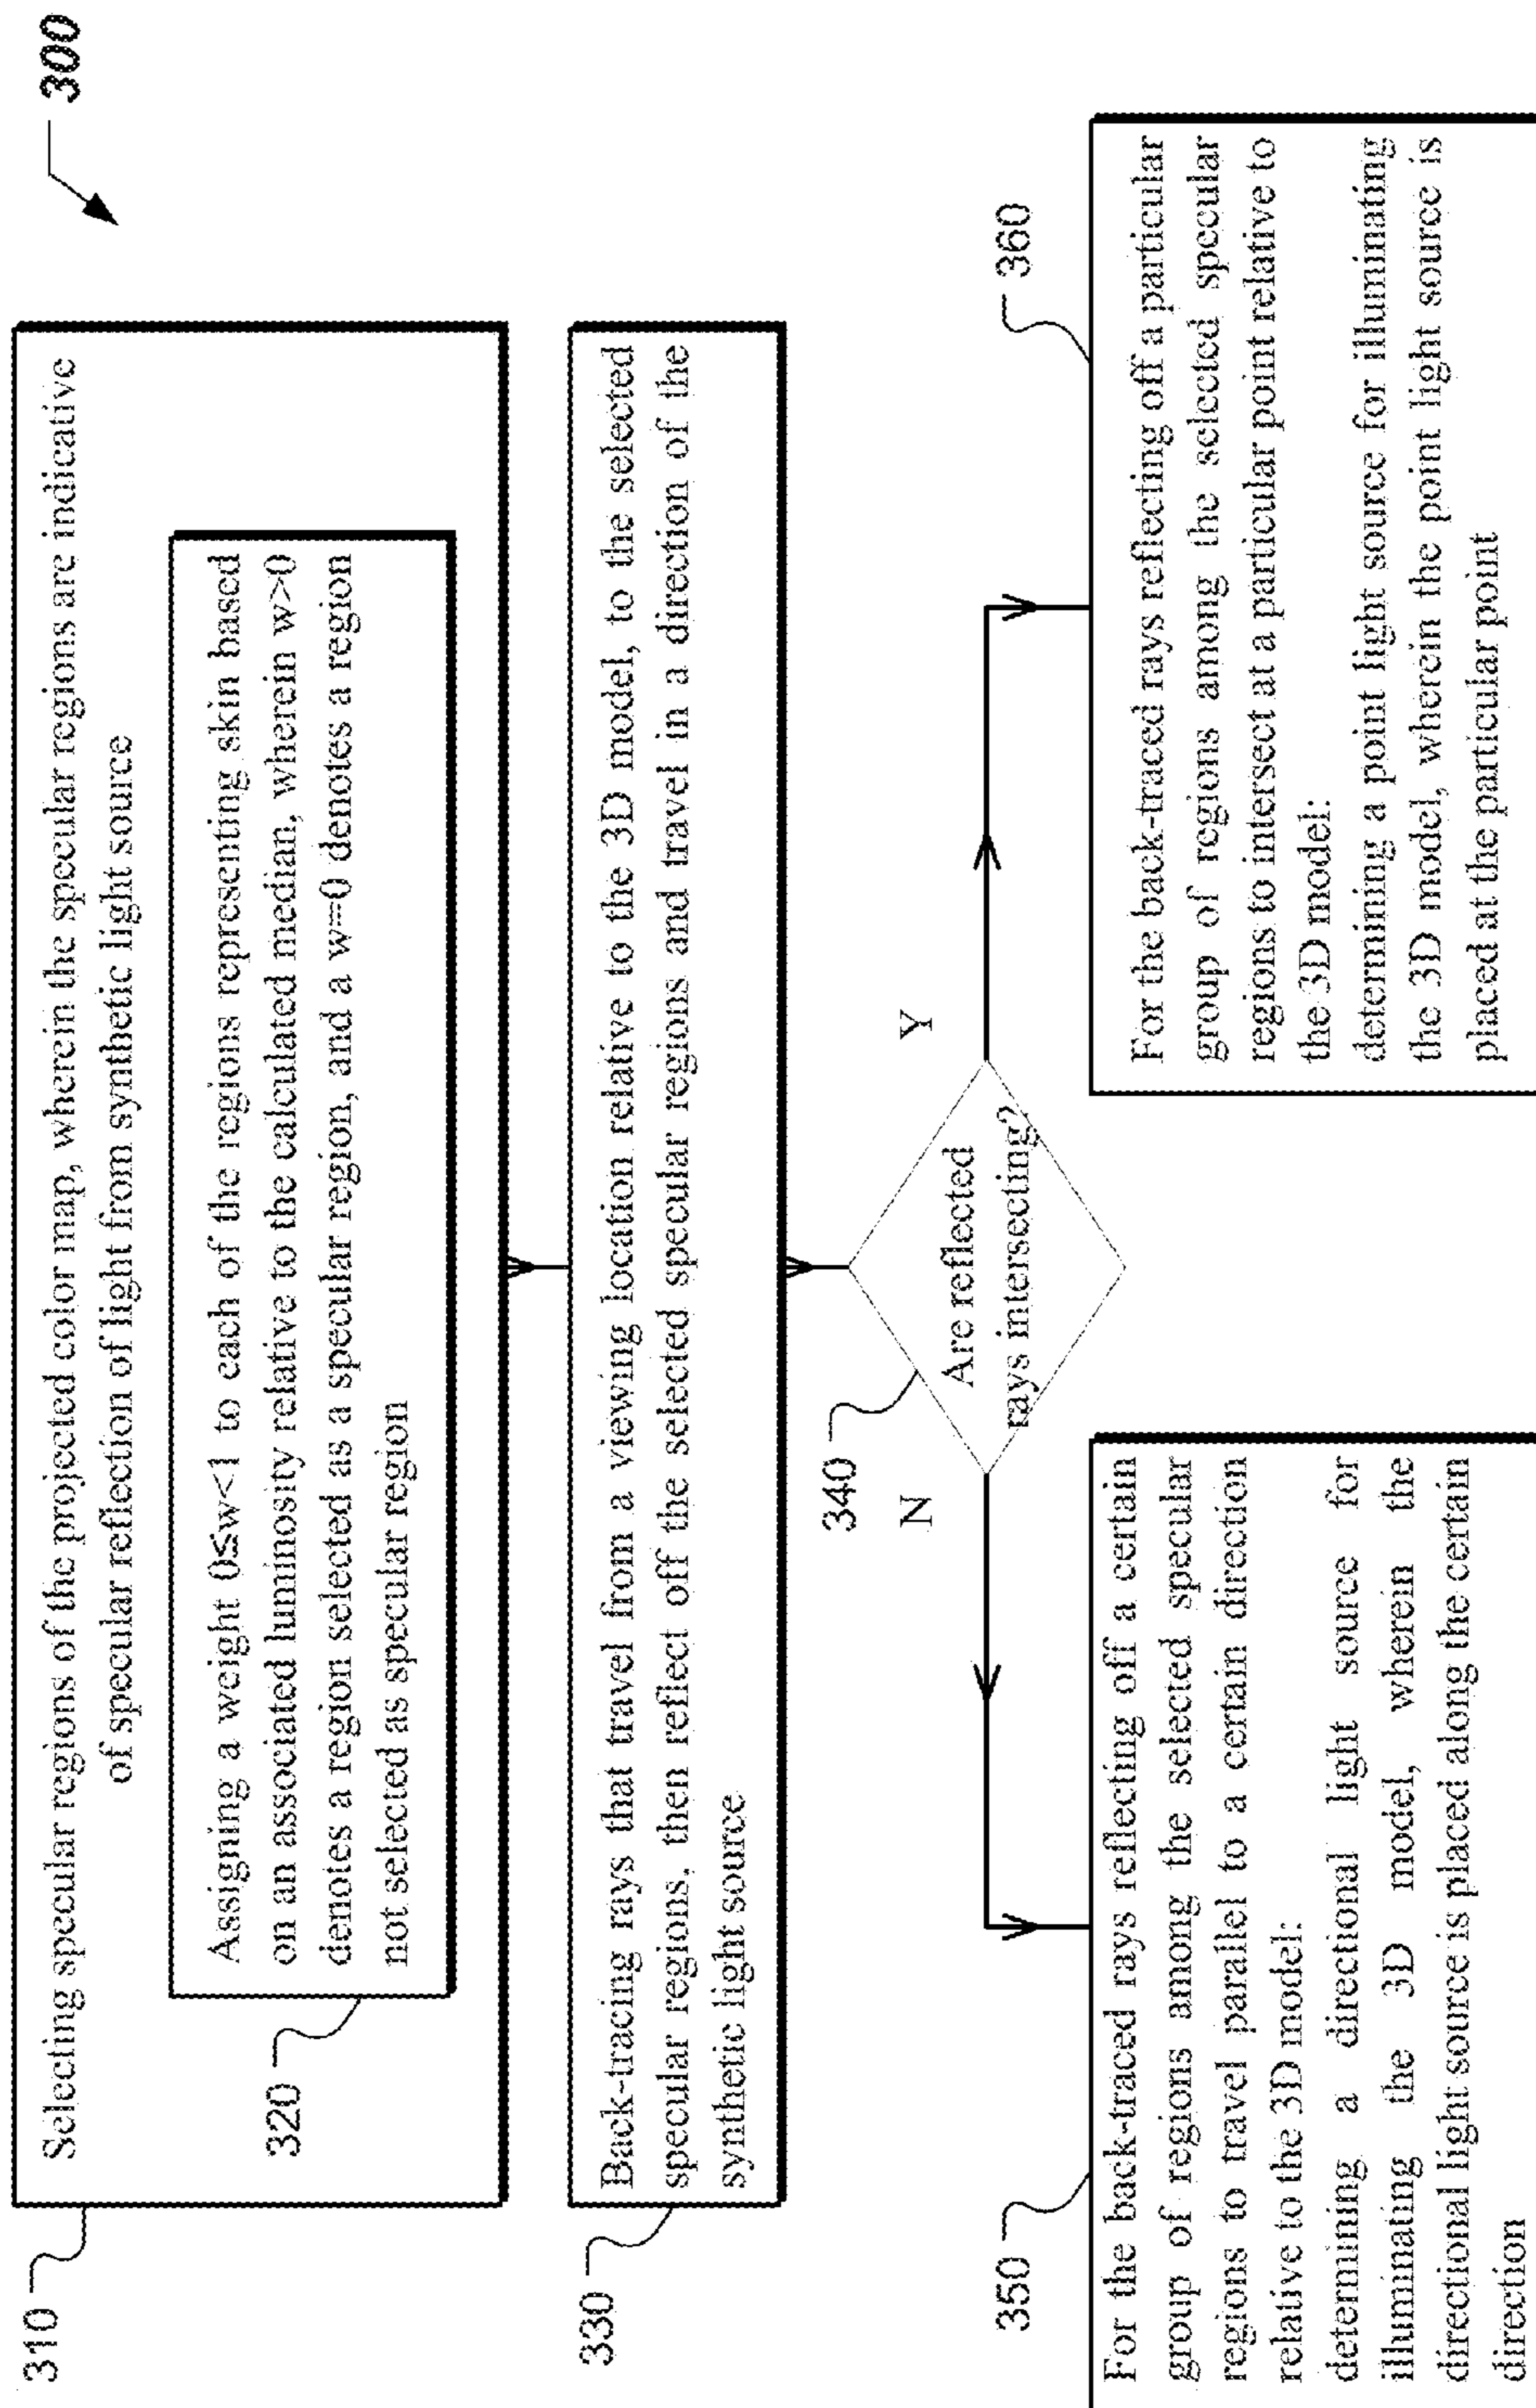 300
310
Selecting specular regions of the projected color map, wherein the specular regions are indicative
of specular reflection of light from synthetic light source
320
Assigning a weight 0≤w<1 to each of the regions representing skin based
on an associated luminosity relative to the calculated median, wherein w>0
denotes a region selected as a specular region, and a w=0 denotes a region
not selected as specular region
330
Back-tracing rays that travel from a viewing location relative to the 3D model, to the selected
specular regions, then reflect off the selected specular regions and travel in a direction of the
synthetic light source
340
Are reflected
rays intersecting?
N
Y
350
For the back-traced rays reflecting off a certain
group of regions among the selected specular
regions to travel parallel to a certain direction
relative to the 3D model:
determining a directional light source for
illuminating the 3D model, wherein the
directional light source is placed along the certain
direction
360
For the back-traced rays reflecting off a particular
group of regions among the selected specular
regions to intersect at a particular point relative to
the 3D model:
determining a point light source for illuminating
the 3D model, wherein the point light source is
placed at the particular point